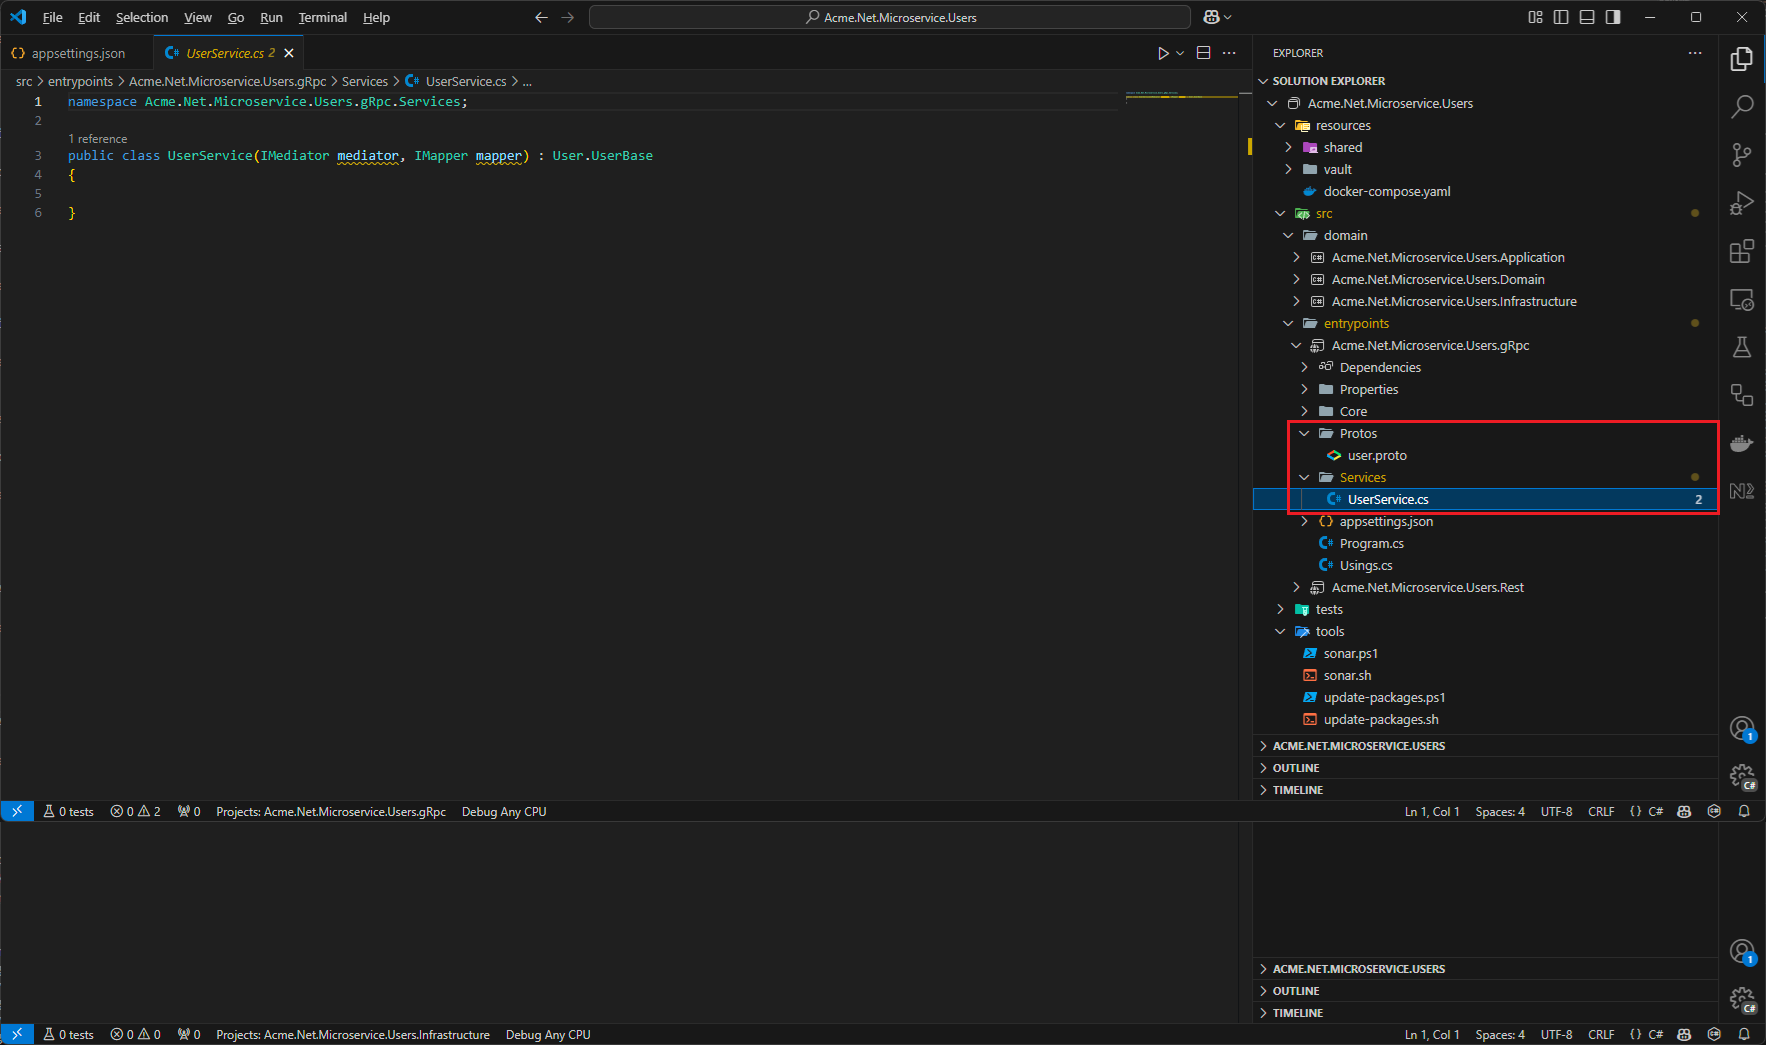 File Edit Selection View Go Run Terminal Help
Acme.Net.Microservice.Users
appsettings.json
C# UserService.cs 2
src > entrypoints > Acme.Net.Microservice.Users.gRpc > Services > C# UserService.cs > ...
1 namespace Acme.Net.Microservice.Users.gRpc.Services;
2
1 reference
3 public class UserService(IMediator mediator, IMapper mapper) : User.UserBase
4 {
5
6 }
EXPLORER
SOLUTION EXPLORER
Acme.Net.Microservice.Users
resources
shared
vault
docker-compose.yaml
src
domain
Acme.Net.Microservice.Users.Application
Acme.Net.Microservice.Users.Domain
Acme.Net.Microservice.Users.Infrastructure
entrypoints
Acme.Net.Microservice.Users.gRpc
Dependencies
Properties
Core
Protos
user.proto
Services
C# UserService.cs 2
{} appsettings.json
C# Program.cs
C# Usings.cs
Acme.Net.Microservice.Users.Rest
tests
tools
sonar.ps1
sonar.sh
update-packages.ps1
update-packages.sh
ACME.NET.MICROSERVICE.USERS
OUTLINE
TIMELINE
1
C#
0 tests 0 2 0 Projects: Acme.Net.Microservice.Users.gRpc Debug Any CPU
Ln 1, Col 1 Spaces: 4 UTF-8 CRLF {} C#
ACME.NET.MICROSERVICE.USERS
OUTLINE
TIMELINE
1
C#
0 tests 0 0 0 Projects: Acme.Net.Microservice.Users.Infrastructure Debug Any CPU
Ln 1, Col 1 Spaces: 4 UTF-8 CRLF {} C#